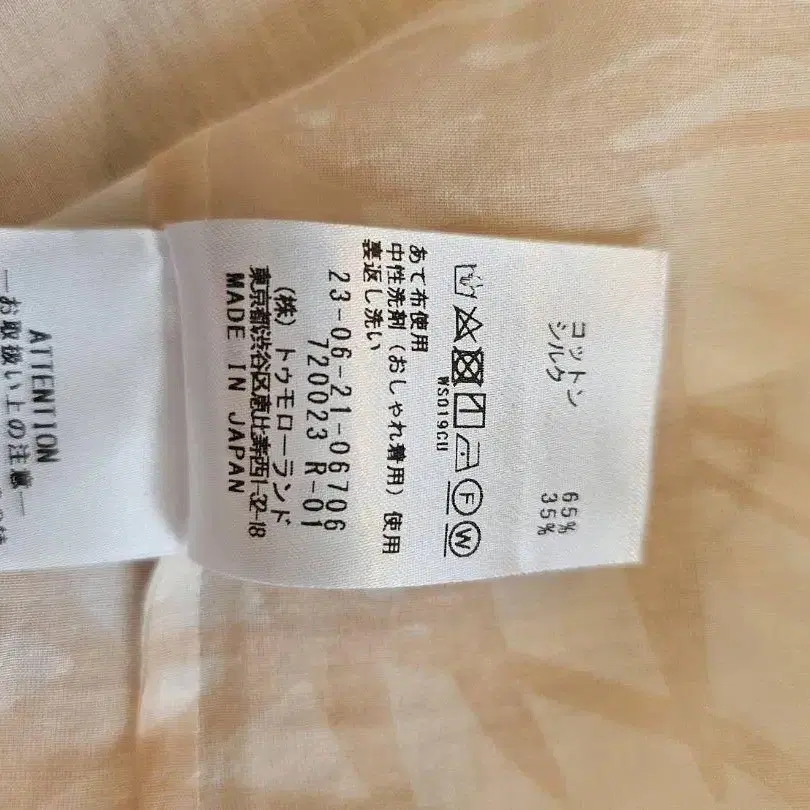 コットン 65%
シルク 35%
WS019CU
F
W
あて布使用
中性洗剤（おしゃれ着用）使用
裏返し洗い
23-06-21-06706
720023 R-01
（株）トゥモローランド
東京都渋谷区恵比寿西1-32-18
MADE IN JAPAN
ATTENTION
—お取扱い上の注意—